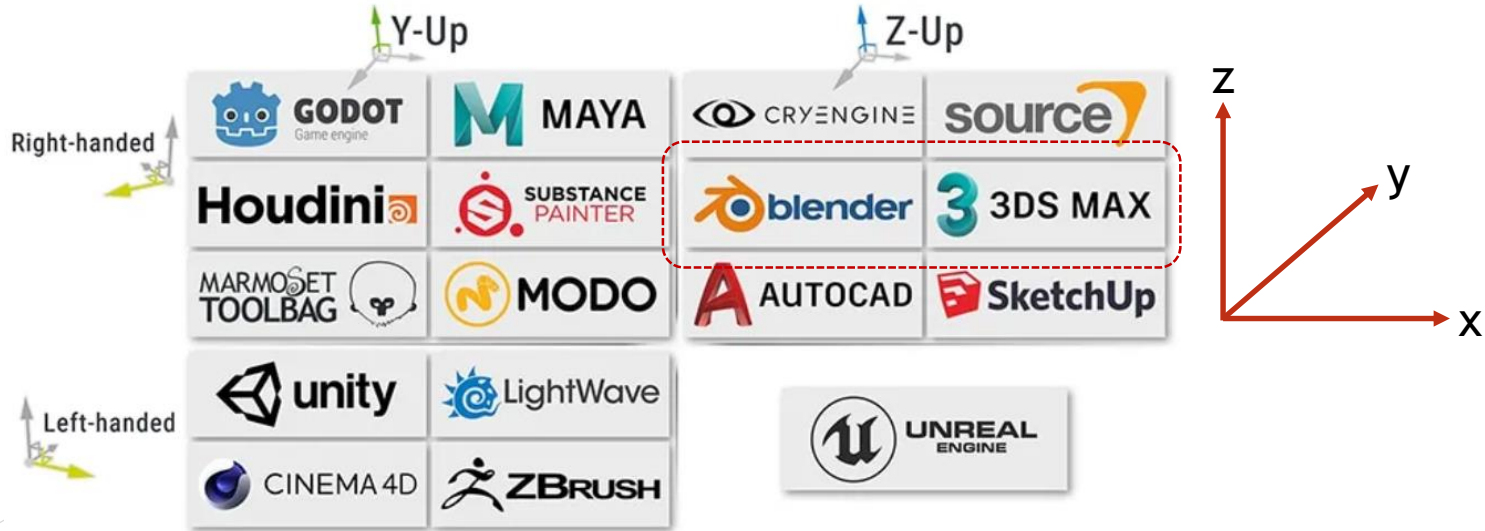 Y-Up
Z-Up
GODOT
Game engine
MAYA
CRYENGINE
source
Z
Right-handed
y
Houdini
SUBSTANCE
PAINTER
blender
3 3DS MAX
MARMOSET
TOOLBAG
MODO
A AUTOCAD
SketchUp
x
unity
LightWave
Left-handed
UNREAL
ENGINE
CINEMA 4D
ZBRUSH